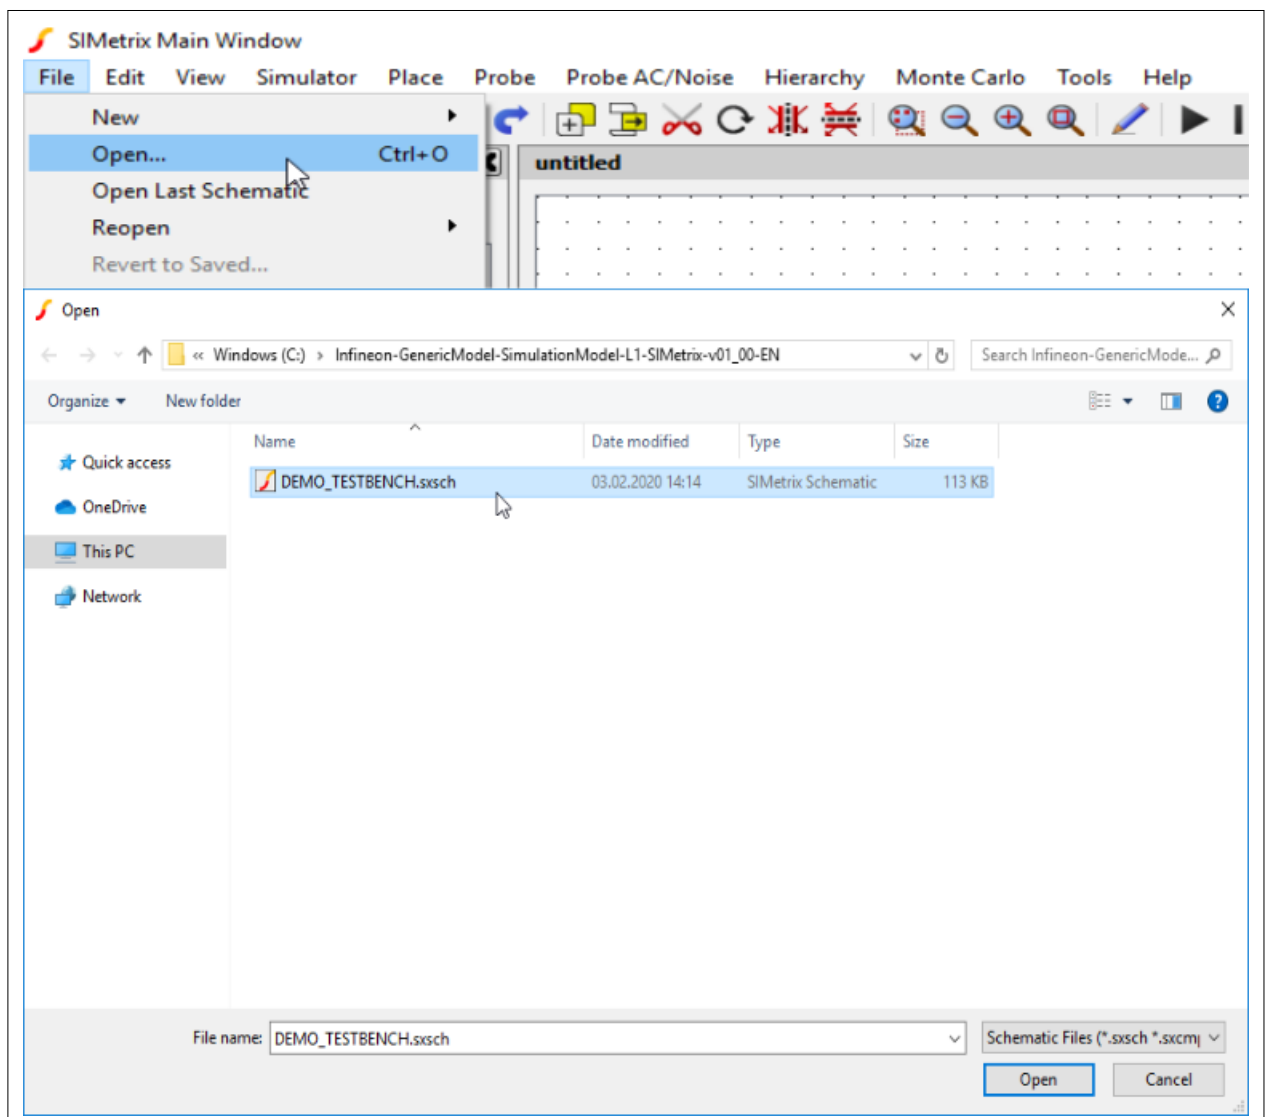 SIMetrix Main Window
File Edit View Simulator Place Probe Probe AC/Noise Hierarchy Monte Carlo Tools Help
New
Open... Ctrl+O
untitled
Open Last Schematic
Reopen
Revert to Saved...
Open
« Windows (C:) › Infineon-GenericModel-SimulationModel-L1-SIMetrix-v01_00-EN Search Infineon-GenericMode...
Organize New folder
Name Date modified Type Size
Quick access
DEMO_TESTBENCH.sxsch 03.02.2020 14:14 SIMetrix Schematic 113 KB
OneDrive
This PC
Network
File name: DEMO_TESTBENCH.sxsch Schematic Files (*.sxsch *.sxcmp
Open Cancel